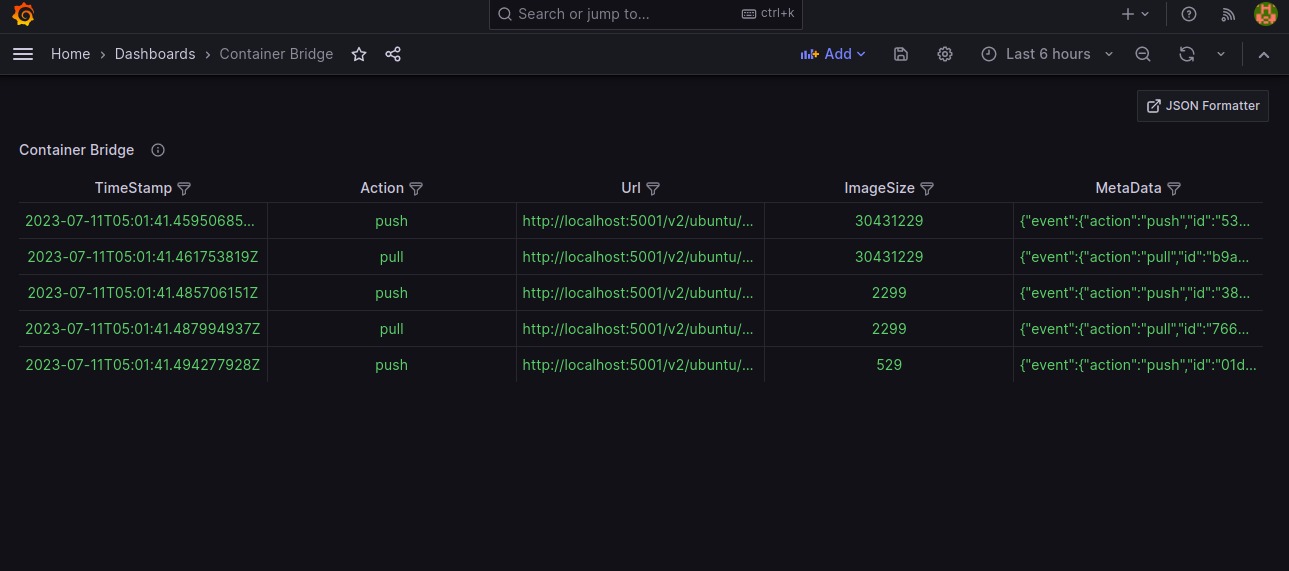 Search or jump to... ctrl+k
Home › Dashboards › Container Bridge Add Last 6 hours
JSON Formatter
Container Bridge
TimeStamp Action Url ImageSize MetaData
2023-07-11T05:01:41.45950685... push http://localhost:5001/v2/ubuntu/... 30431229 {"event":{"action":"push","id":"53...
2023-07-11T05:01:41.461753819Z pull http://localhost:5001/v2/ubuntu/... 30431229 {"event":{"action":"pull","id":"b9a...
2023-07-11T05:01:41.485706151Z push http://localhost:5001/v2/ubuntu/... 2299 {"event":{"action":"push","id":"38...
2023-07-11T05:01:41.487994937Z pull http://localhost:5001/v2/ubuntu/... 2299 {"event":{"action":"pull","id":"766...
2023-07-11T05:01:41.494277928Z push http://localhost:5001/v2/ubuntu/... 529 {"event":{"action":"push","id":"01d...